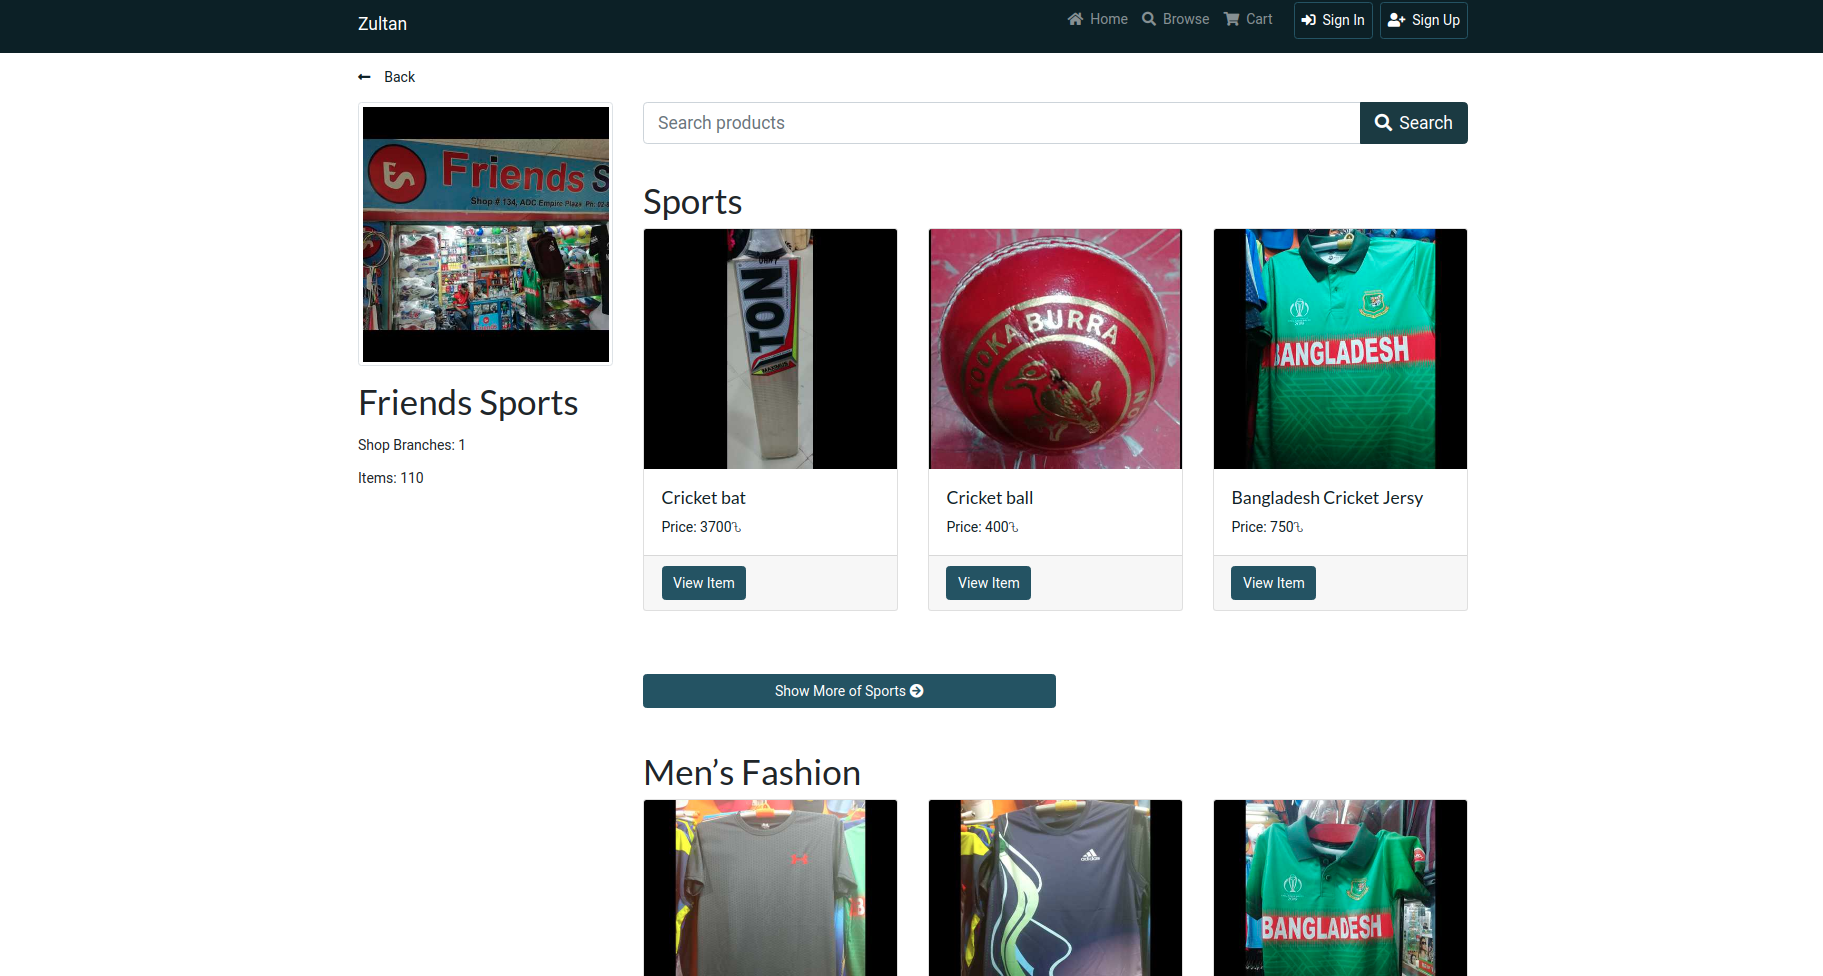 Zultan
Home
Browse
Cart
Sign In
Sign Up
Back
Search products
Search
Friends S
Shop # 134, ADC Empire Plaza
Friends Sports
Shop Branches: 1
Items: 110
Sports
TON
KOOKABURRA
BANGLADESH
Cricket bat
Price: 3700৳
View Item
Cricket ball
Price: 400৳
View Item
Bangladesh Cricket Jersy
Price: 750৳
View Item
Show More of Sports
Men’s Fashion
adidas
BANGLADESH